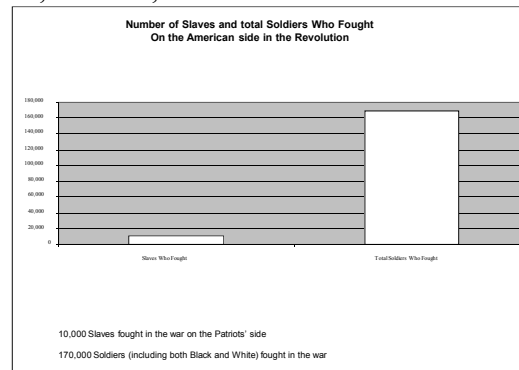 Number of Slaves and total Soldiers Who Fought
On the American side in the Revolution
180,000
160,000
140,000
120,000
100,000
80,000
60,000
40,000
20,000
0
Slaves Who Fought
Total Soldiers Who Fought
10,000 Slaves fought in the war on the Patriots' side
170,000 Soldiers (including both Black and White) fought in the war